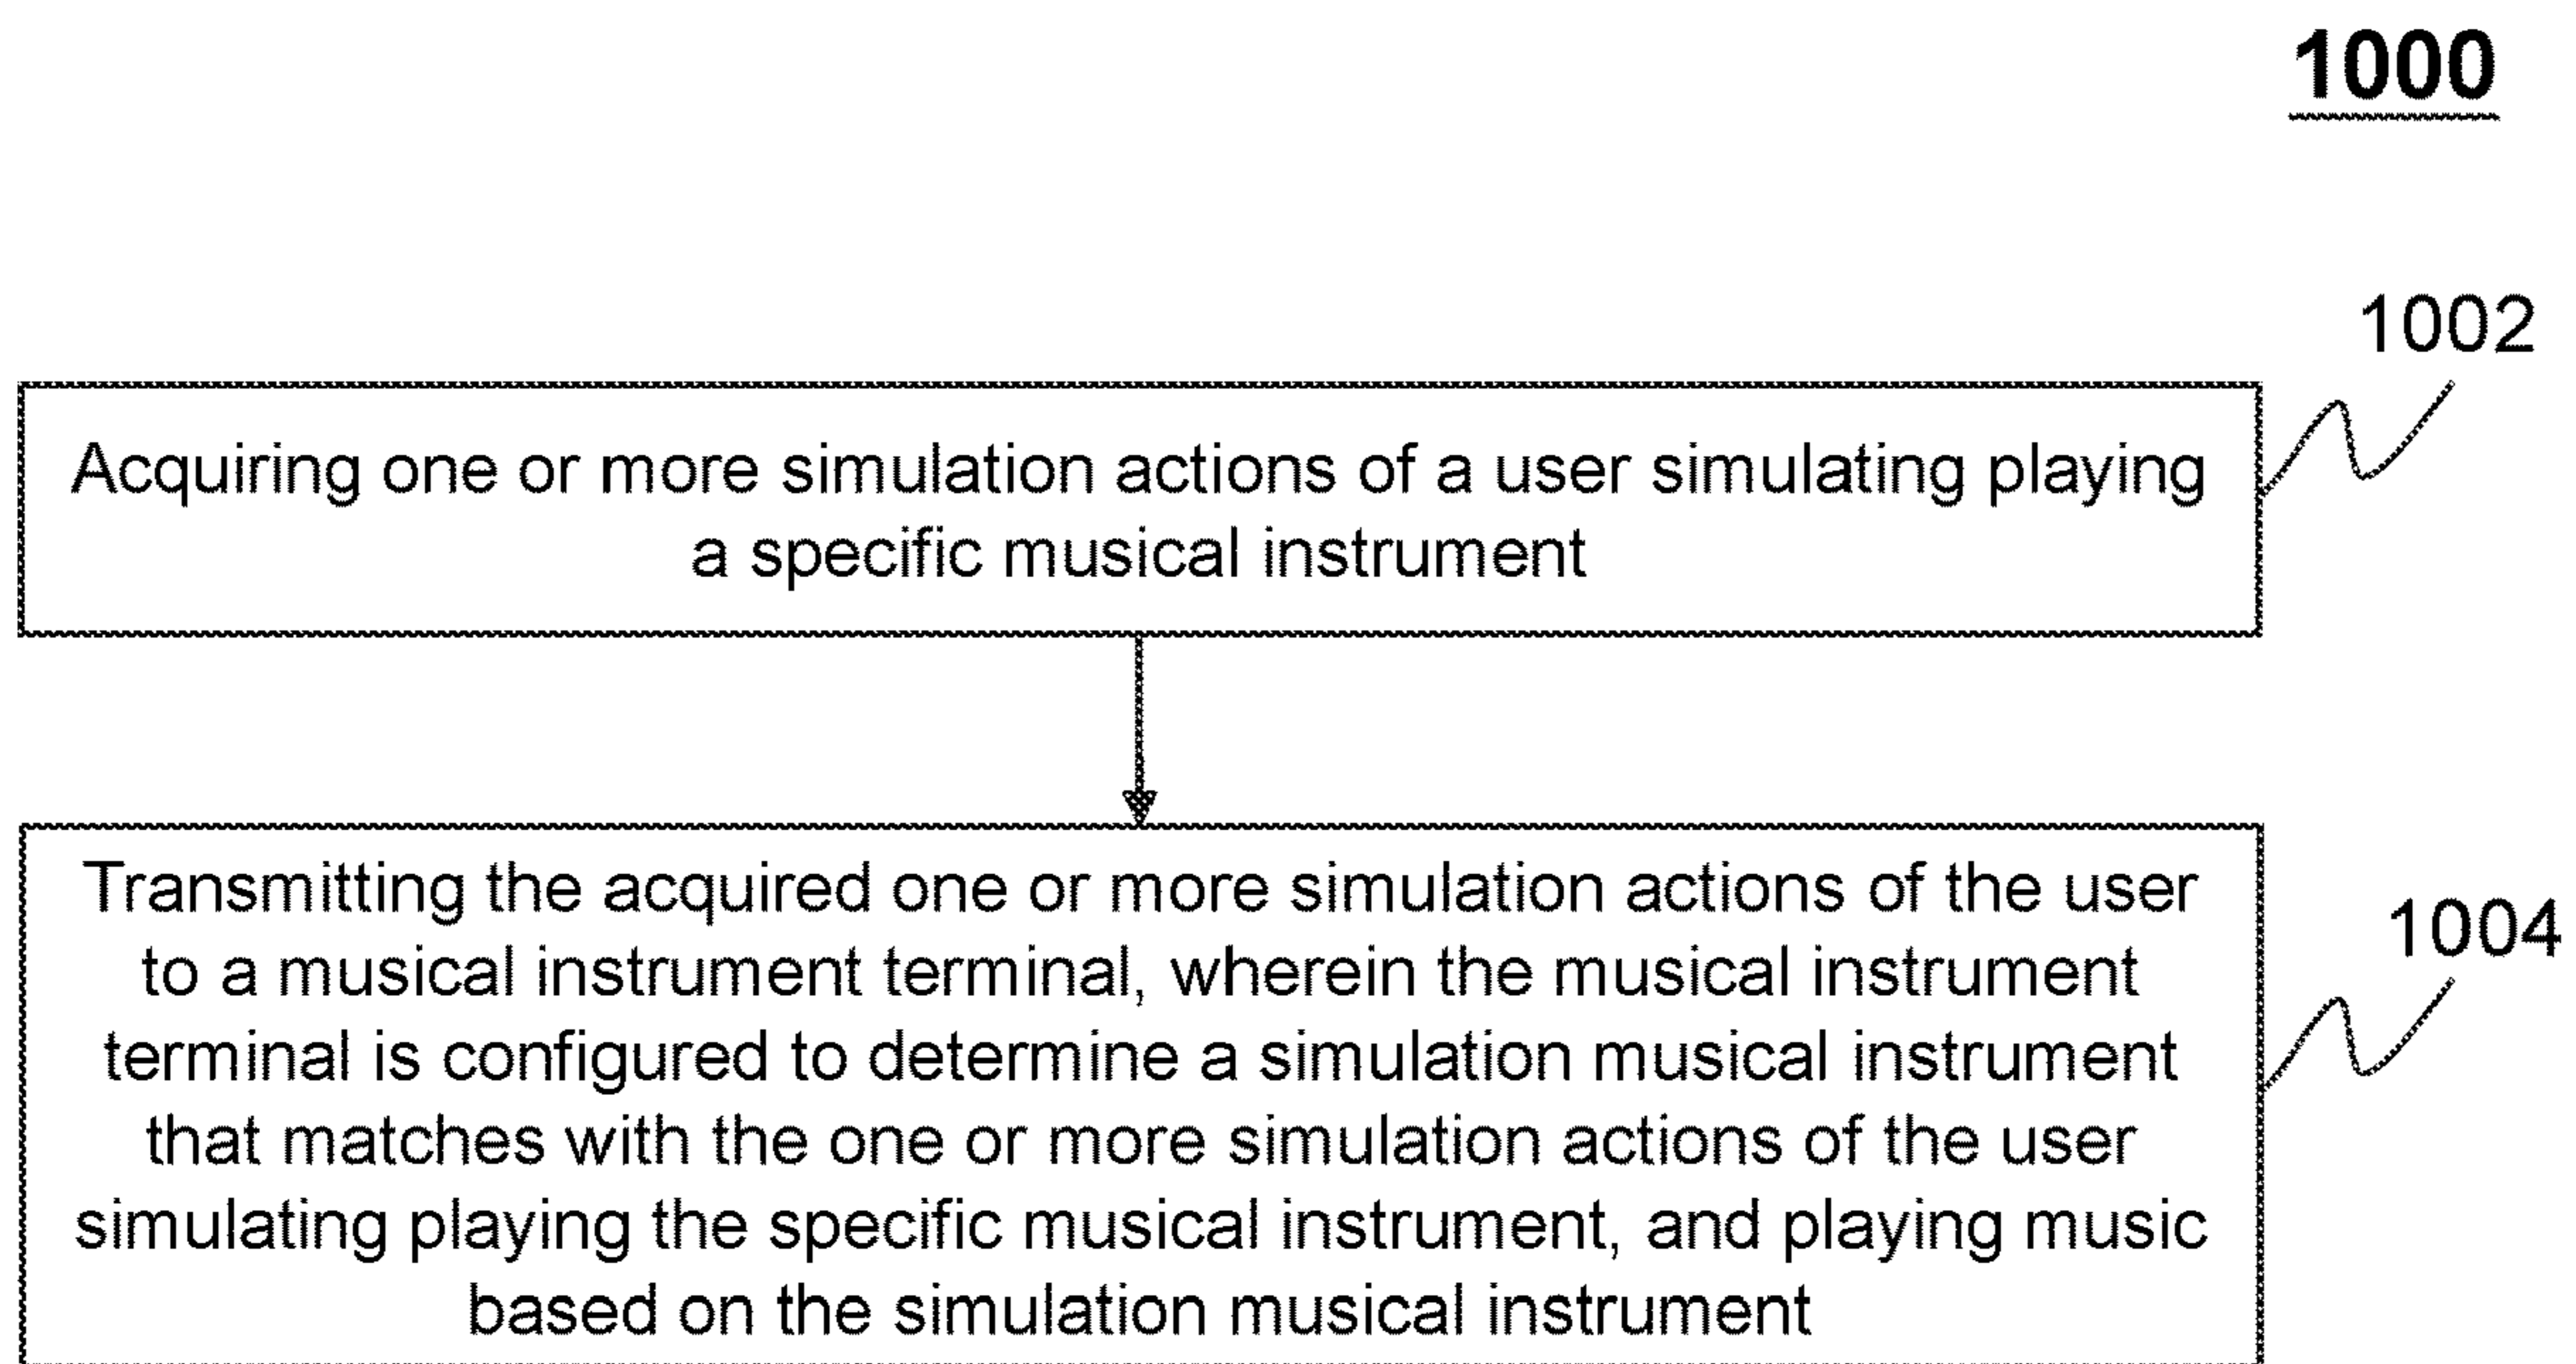 1000
1002
Acquiring one or more simulation actions of a user simulating playing
a specific musical instrument
Transmitting the acquired one or more simulation actions of the user
to a musical instrument terminal, wherein the musical instrument
terminal is configured to determine a simulation musical instrument
that matches with the one or more simulation actions of the user
simulating playing the specific musical instrument, and playing music
based on the simulation musical instrument
1004